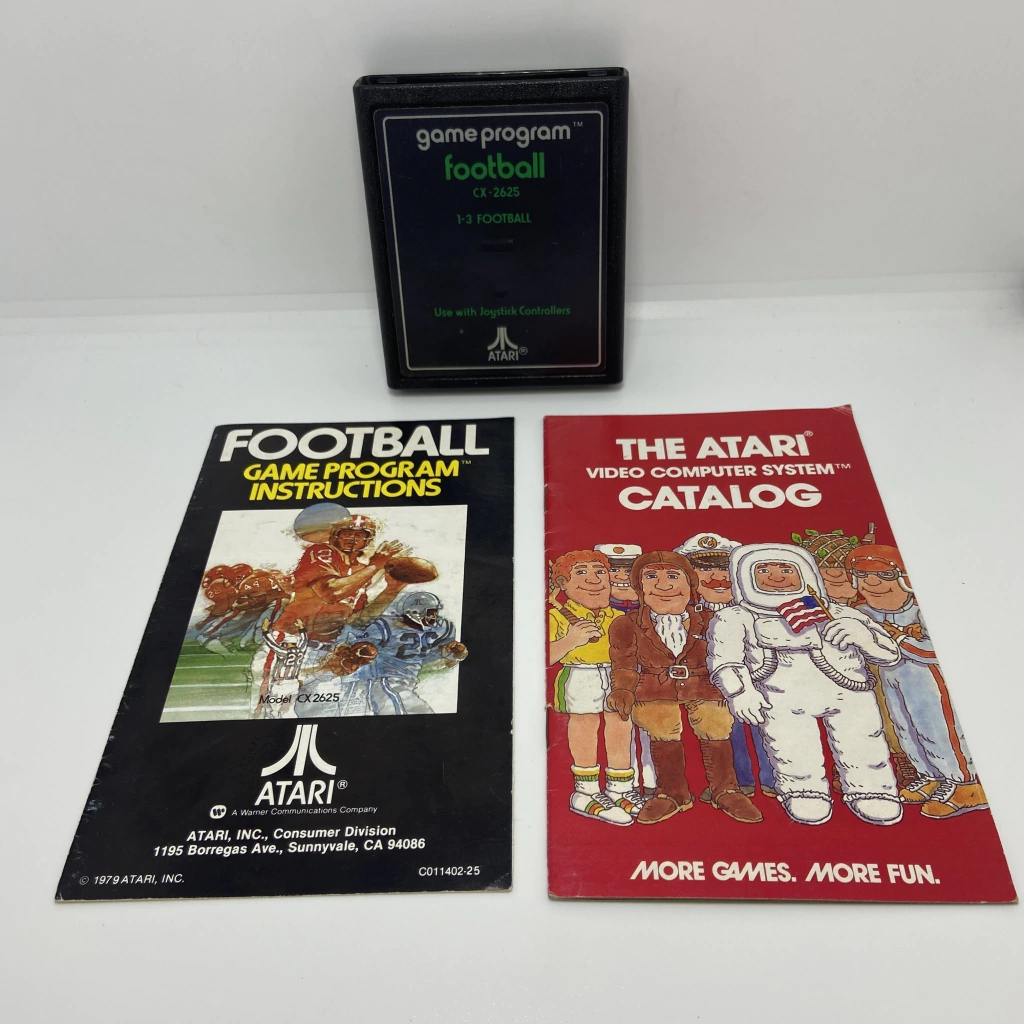 game program™
football
CX-2625
1-3 FOOTBALL
Use with Joystick Controllers
ATARI®
FOOTBALL
GAME PROGRAM™
INSTRUCTIONS
12
26
Model CX2625
ATARI®
A Warner Communications Company
ATARI, INC., Consumer Division
1195 Borregas Ave., Sunnyvale, CA 94086
© 1979 ATARI, INC.
C011402-25
THE ATARI®
VIDEO COMPUTER SYSTEM™
CATALOG
MORE GAMES. MORE FUN.